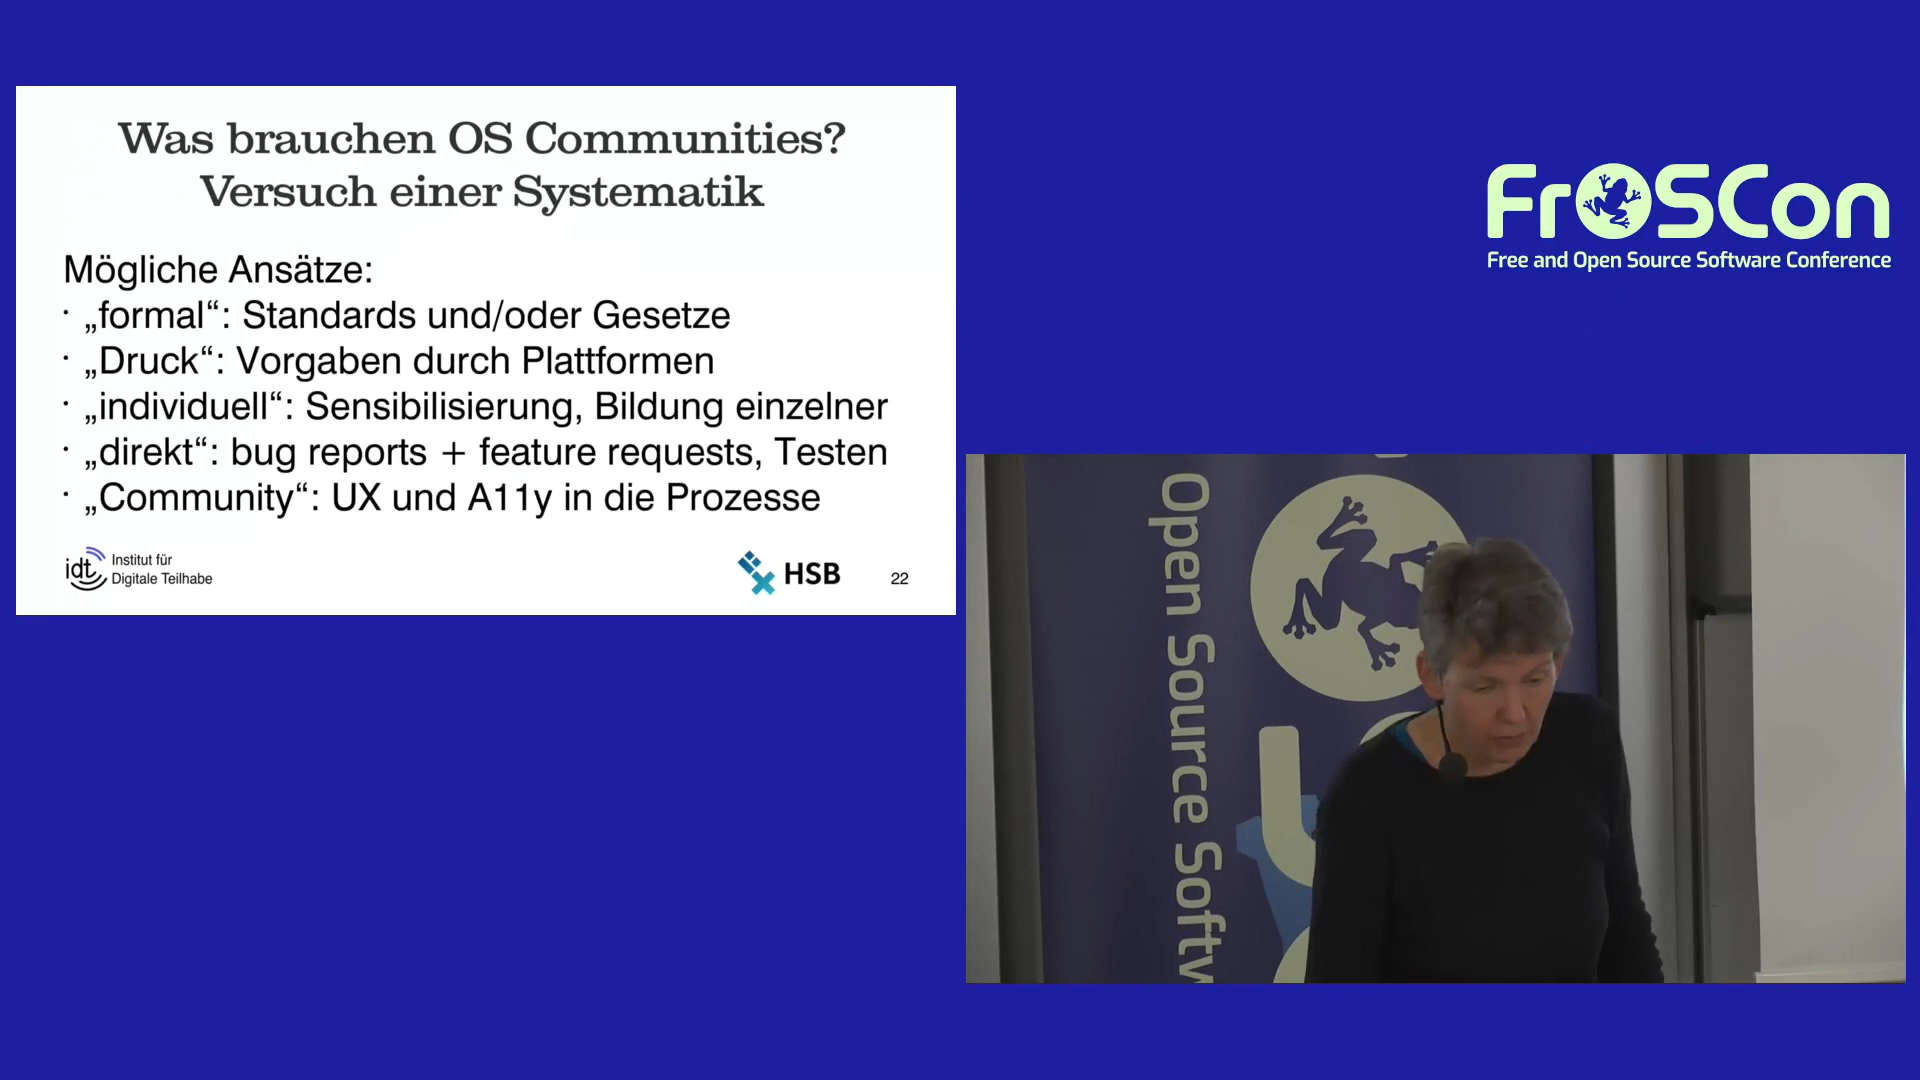 Was brauchen OS Communities?
Versuch einer Systematik
Mögliche Ansätze:
· „formal“: Standards und/oder Gesetze
· „Druck“: Vorgaben durch Plattformen
· „individuell“: Sensibilisierung, Bildung einzelner
· „direkt“: bug reports + feature requests, Testen
· „Community“: UX und A11y in die Prozesse
idt Institut für
Digitale Teilhabe
HSB
22
FrOSCon
Free and Open Source Software Conference
Open Source Softw